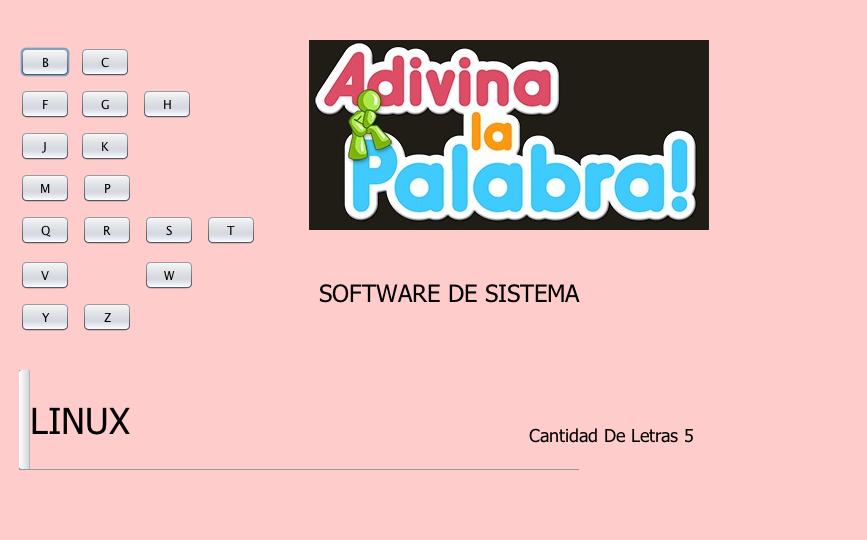 B C
F G H
J K
M P
Q R S T
V W
Y Z
Adivina
la
Palabra!
SOFTWARE DE SISTEMA
LINUX
Cantidad De Letras 5